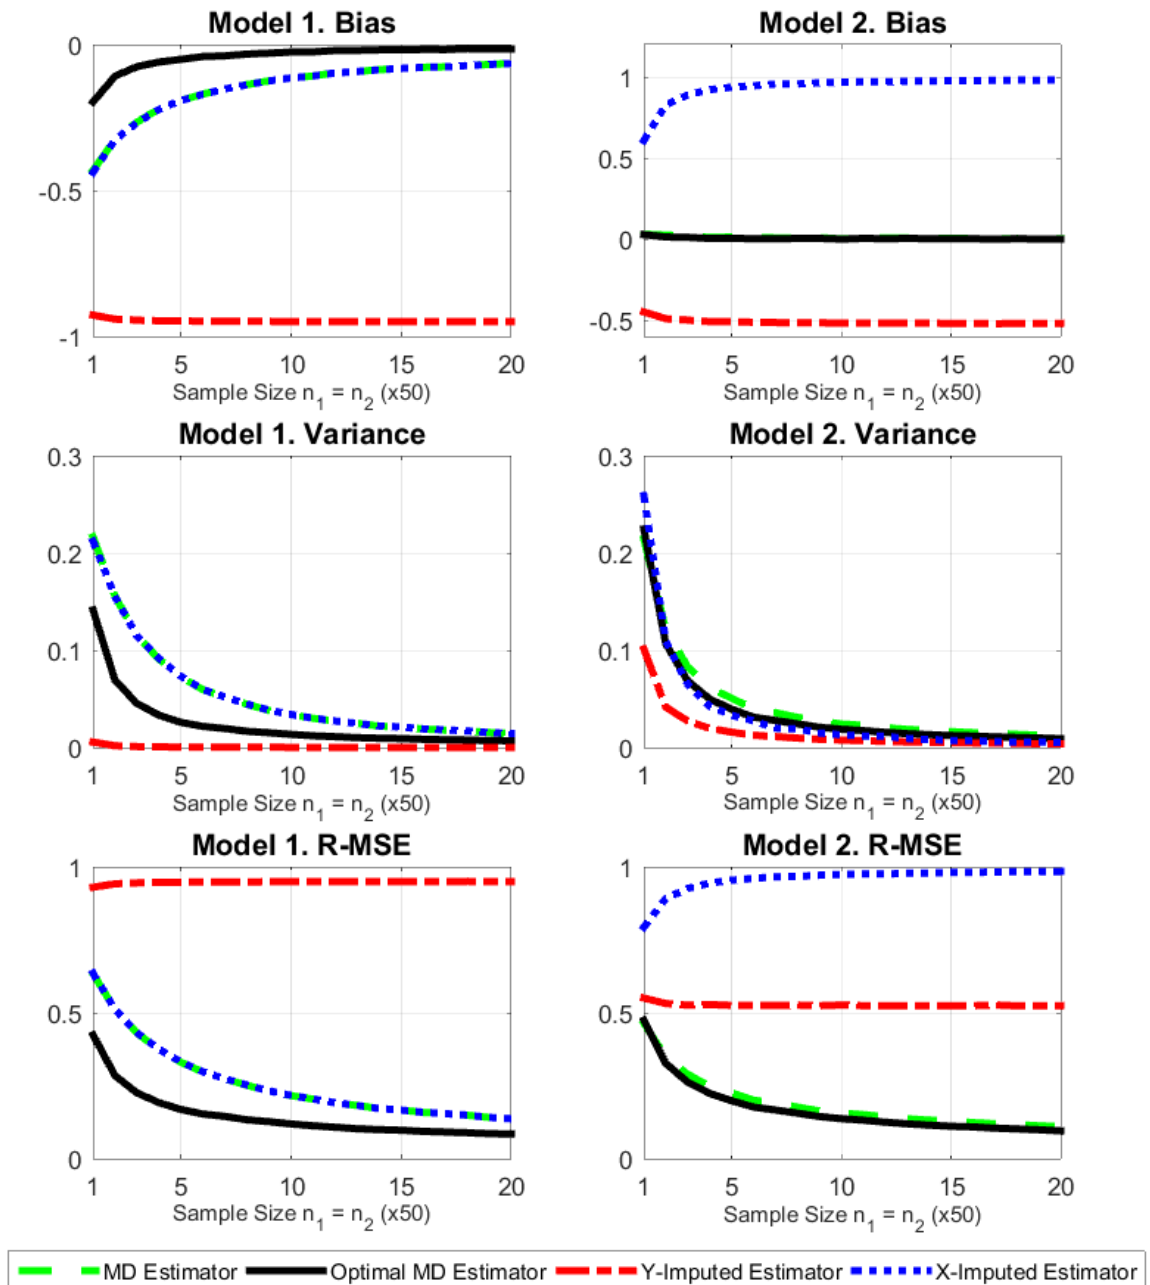 Model 1. Bias
0
-0.5
-1
1 5 10 15 20
Sample Size n1 = n2 (x50)
Model 2. Bias
1
0.5
0
-0.5
1 5 10 15 20
Sample Size n1 = n2 (x50)
Model 1. Variance
0.3
0.2
0.1
0
1 5 10 15 20
Sample Size n1 = n2 (x50)
Model 2. Variance
0.3
0.2
0.1
0
1 5 10 15 20
Sample Size n1 = n2 (x50)
Model 1. R-MSE
1
0.5
0
1 5 10 15 20
Sample Size n1 = n2 (x50)
Model 2. R-MSE
1
0.5
0
1 5 10 15 20
Sample Size n1 = n2 (x50)
MD Estimator Optimal MD Estimator Y-Imputed Estimator X-Imputed Estimator